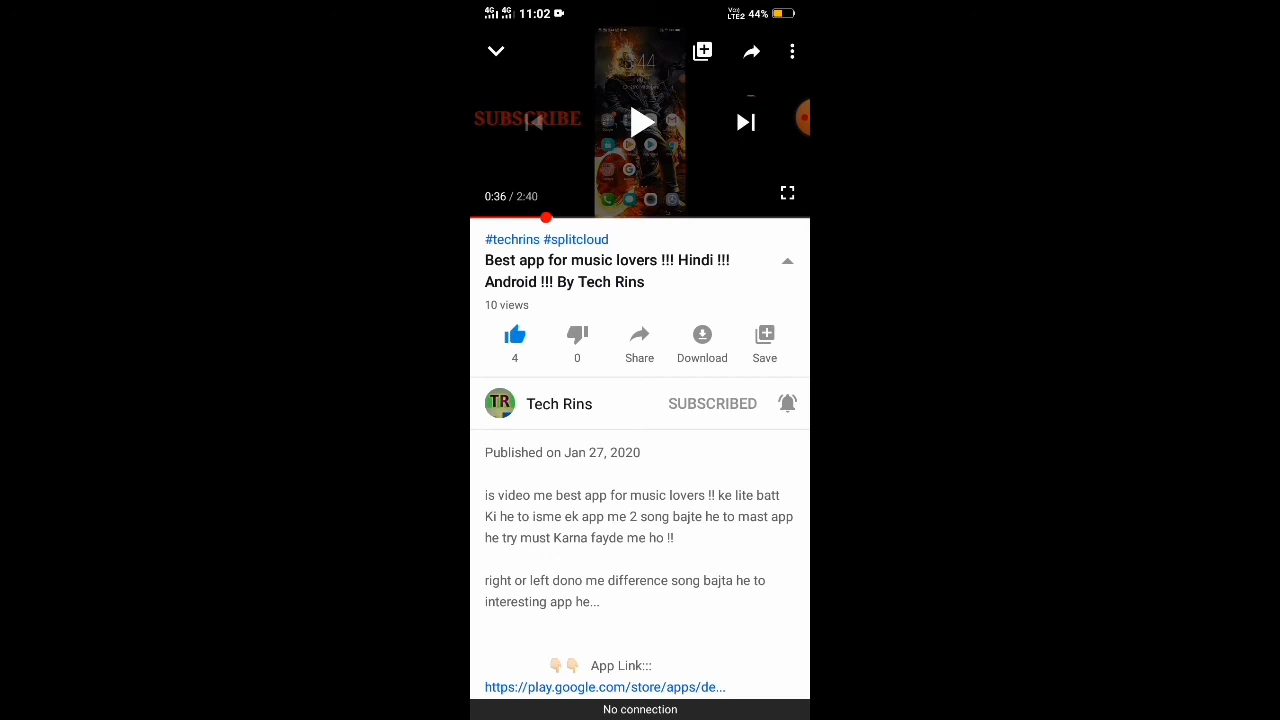 4G 4G 11:02 LTE2 44%
SUBSCRIBE
0:36 / 2:40
#techrins #splitcloud
Best app for music lovers !!! Hindi !!!
Android !!! By Tech Rins
10 views
4 0 Share Download Save
TR Tech Rins SUBSCRIBED
Published on Jan 27, 2020
is video me best app for music lovers !! ke lite batt
Ki he to isme ek app me 2 song bajte he to mast app
he try must Karna fayde me ho !!
right or left dono me difference song bajta he to
interesting app he...
👇🏻👇🏻 App Link:::
https://play.google.com/store/apps/de...
No connection